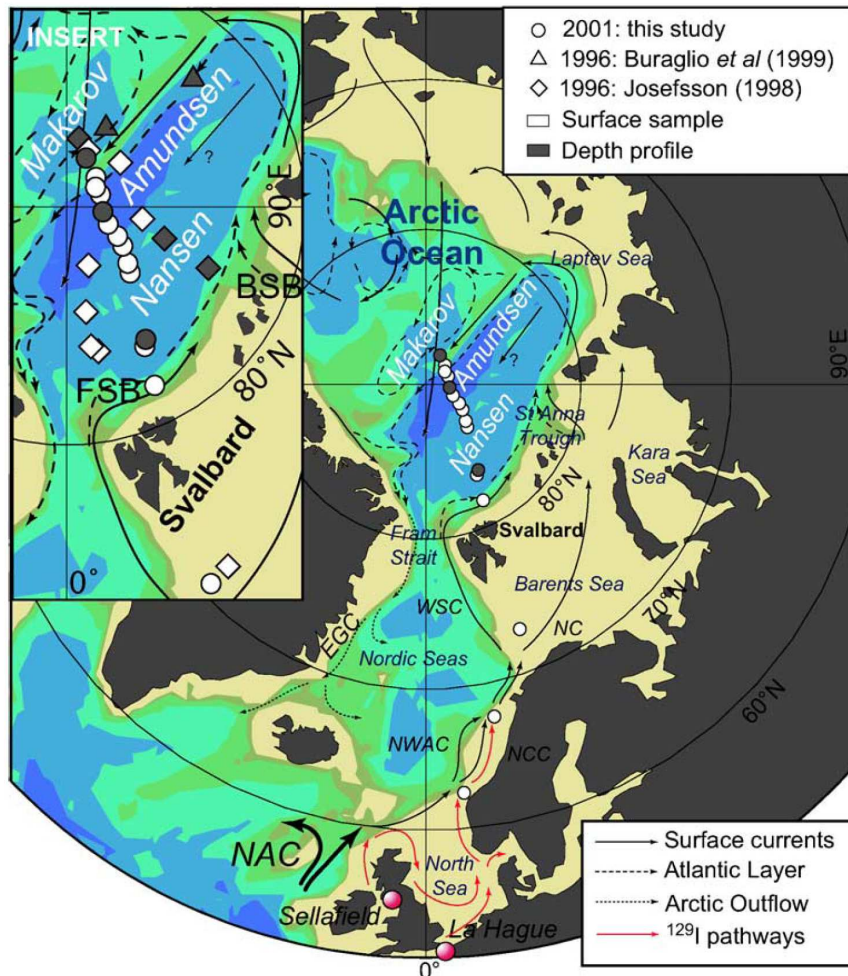 INSERT
Makarov
Amundsen
Nansen
?
90°E
BSB
FSB
80°N
Svalbard
0°
2001: this study
1996: Buraglio et al (1999)
1996: Josefsson (1998)
Surface sample
Depth profile
Arctic
Ocean
Laptev Sea
Makarov
Amundsen
Nansen
?
90°E
St Anna
Trough
Kara
Sea
80°N
Fram
Strait
Svalbard
Barents Sea
70°N
WSC
NC
EGC
Nordic Seas
60°N
NWAC
NCC
NAC
North
Sea
Sellafield
La Hague
0°
Surface currents
Atlantic Layer
Arctic Outflow
¹²⁹I pathways